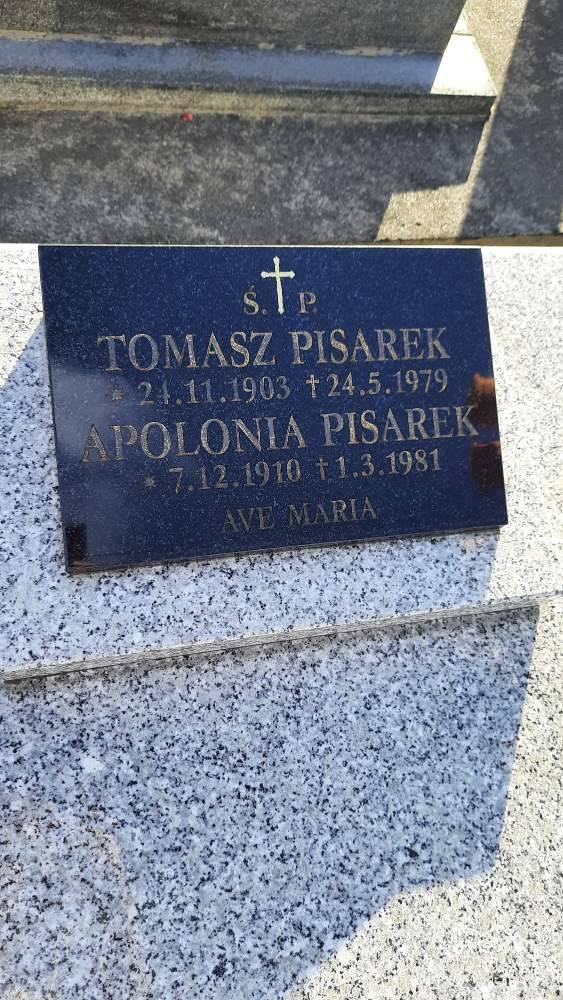 Ś. P.
TOMASZ PISAREK
* 24.11.1903 † 24.5.1979
APOLONIA PISAREK
* 7.12.1910 † 1.3.1981
AVE MARIA